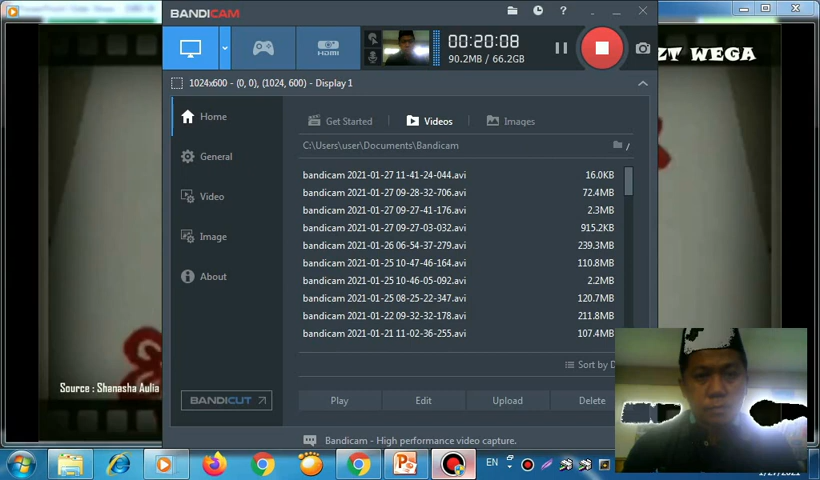 BANDICAM
00:20:08
90.2MB / 66.2GB
HDMI
ZT WEGA
1024x600 - (0, 0), (1024, 600) - Display 1
Home
General
Video
Image
About
Get Started
Videos
Images
C:\Users\user\Documents\Bandicam
bandicam 2021-01-27 11-41-24-044.avi 16.0KB
bandicam 2021-01-27 09-28-32-706.avi 72.4MB
bandicam 2021-01-27 09-27-41-176.avi 2.3MB
bandicam 2021-01-27 09-27-03-032.avi 915.2KB
bandicam 2021-01-26 06-54-37-279.avi 239.3MB
bandicam 2021-01-25 10-47-46-164.avi 110.8MB
bandicam 2021-01-25 10-46-05-092.avi 2.2MB
bandicam 2021-01-25 08-25-22-347.avi 120.7MB
bandicam 2021-01-22 09-32-32-178.avi 211.8MB
bandicam 2021-01-21 11-02-36-255.avi 107.4MB
Source : Shanasha Aulia
Sort by D
BANDICUT
Play
Edit
Upload
Delete
Bandicam - High performance video capture.
EN
1/27/2021